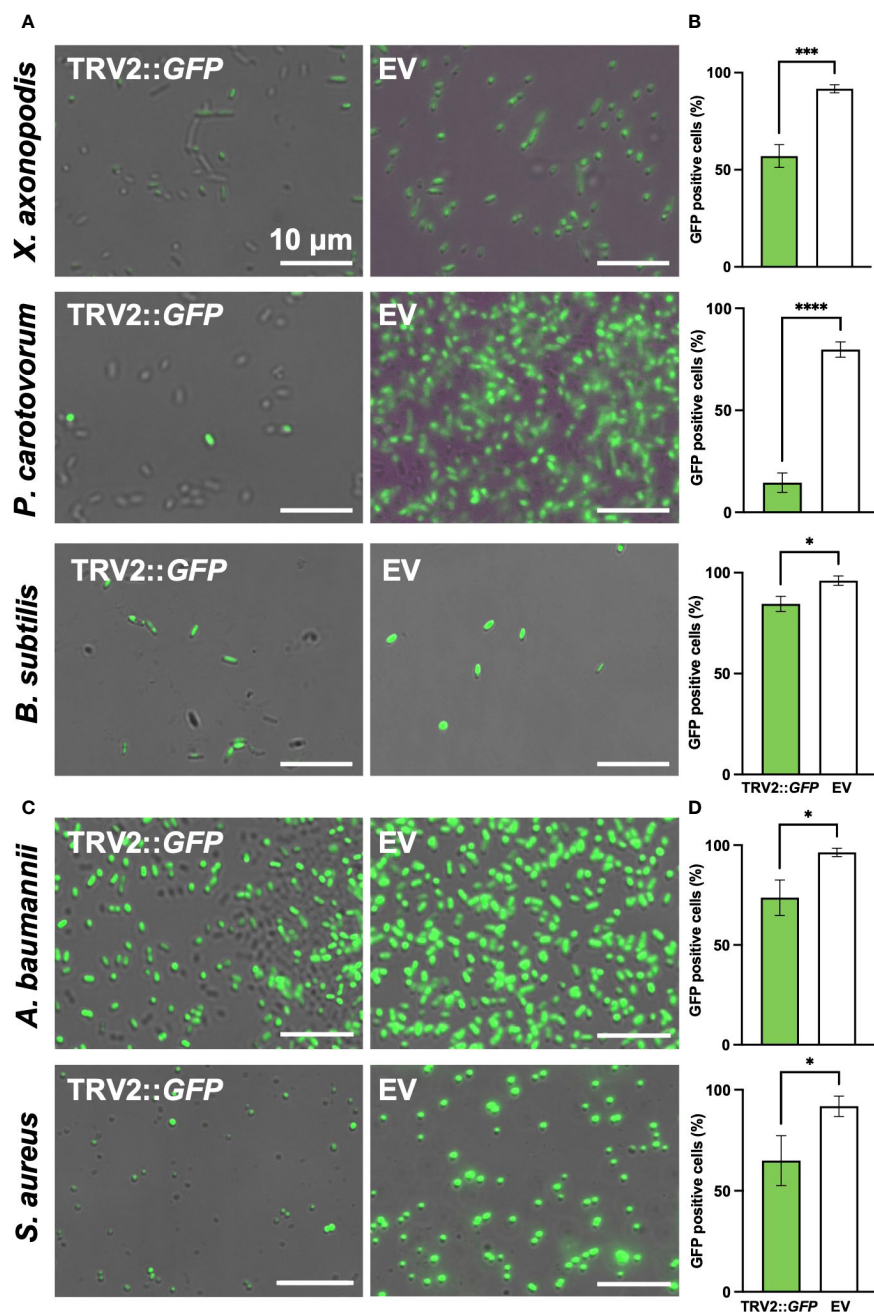 A
B
X. axonopodis
TRV2::GFP
EV
10 µm
GFP positive cells (%)
100
50
0
***
P. carotovorum
TRV2::GFP
EV
GFP positive cells (%)
100
50
0
****
B. subtilis
TRV2::GFP
EV
GFP positive cells (%)
100
50
0
*
TRV2::GFP EV
C
D
A. baumannii
TRV2::GFP
EV
GFP positive cells (%)
100
50
0
*
S. aureus
TRV2::GFP
EV
GFP positive cells (%)
100
50
0
*
TRV2::GFP EV